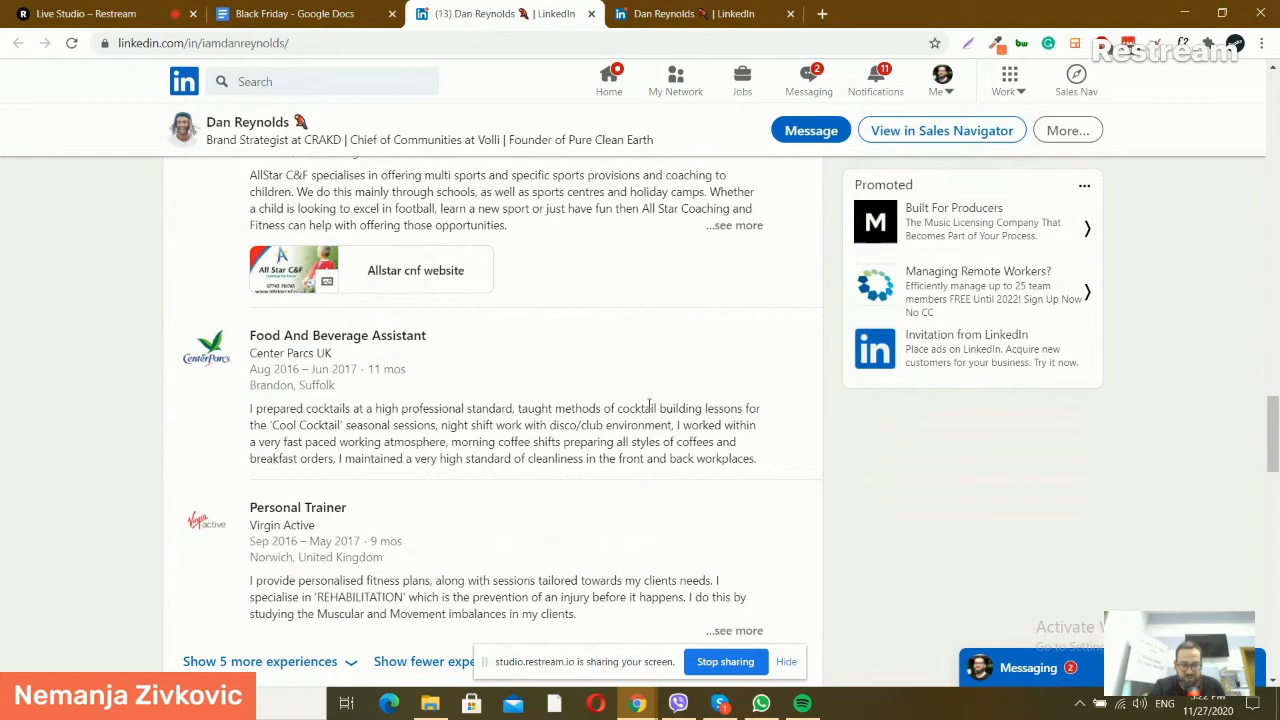 Live Studio – Restream
Black Friday - Google Docs
(13) Dan Reynolds | LinkedIn
Dan Reynolds | LinkedIn
linkedin.com/in/iamdanreynolds/
Restream
in
Search
Home
My Network
Jobs
2
Messaging
11
Notifications
Me
Work
Sales Nav
Dan Reynolds
Brand Strategist at CRAKD | Chief of Communities at Volli | Founder of Pure Clean Earth
Message
View in Sales Navigator
More...
AllStar C&F specialises in offering multi sports and specific sports provisions and coaching to
children. We do this mainly through schools, as well as sports centres and holiday camps. Whether
a child is looking to excel in football, learn a new sport or just have fun then All Star Coaching and
Fitness can help with offering those opportunities.
...see more
All Star C&F
Allstar cnf website
CenterParcs
Food And Beverage Assistant
Center Parcs UK
Aug 2016 – Jun 2017 · 11 mos
Brandon, Suffolk
I prepared cocktails at a high professional standard, taught methods of cocktail building lessons for
the 'Cool Cocktail' seasonal sessions, night shift work with disco/club environment, I worked within
a very fast paced working atmosphere, morning coffee shifts preparing all styles of coffees and
breakfast orders, I maintained a very high standard of cleanliness in the front and back workplaces.
virgin active
Personal Trainer
Virgin Active
Sep 2016 – May 2017 · 9 mos
Norwich, United Kingdom
I provide personalised fitness plans, along with sessions tailored towards my clients needs. I
specialise in 'REHABILITATION' which is the prevention of an injury before it happens. I do this by
studying the Muscular and Movement imbalances in my clients.
...see more
Show 5 more experiences
Show fewer expe
Promoted
...
M
Built For Producers
The Music Licensing Company That
Becomes Part of Your Process.
Managing Remote Workers?
Efficiently manage up to 25 team
members FREE Until 2022! Sign Up Now
No CC
in
Invitation from LinkedIn
Place ads on LinkedIn. Acquire new
customers for your business. Try it now.
studio.restream.io is sharing your screen.
Stop sharing
Hide
Activate
Go to Settin
Messaging
2
Nemanja Zivkovic
ENG
11/27/2020